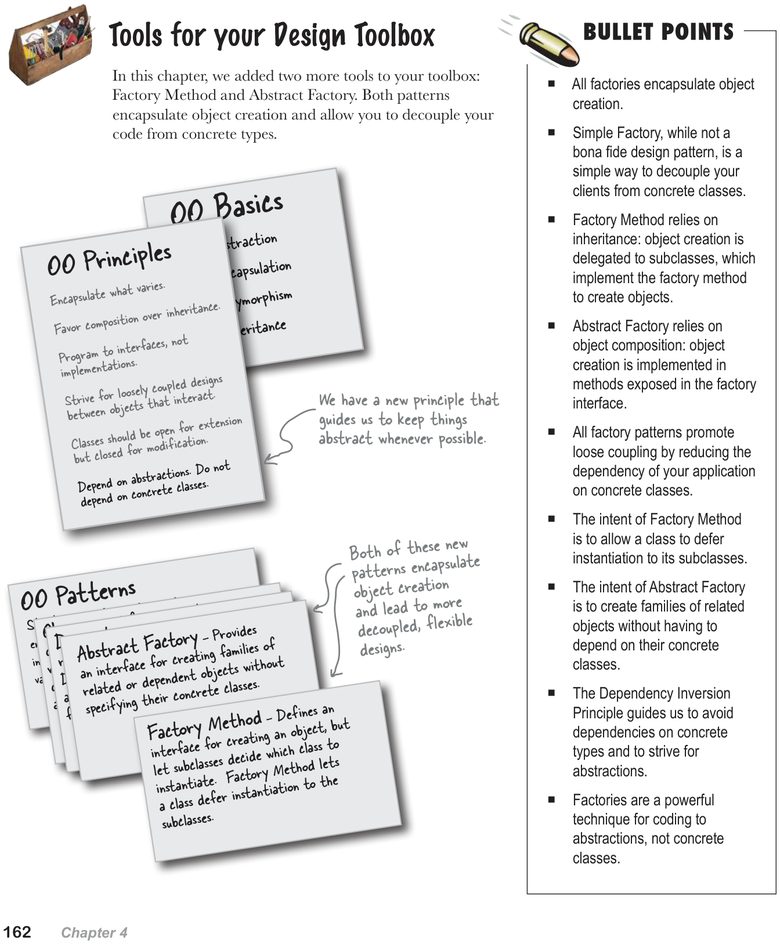 Tools for your Design Toolbox
In this chapter, we added two more tools to your toolbox:
Factory Method and Abstract Factory. Both patterns
encapsulate object creation and allow you to decouple your
code from concrete types.
OO Basics
OO Principles
Encapsulate what varies.
Favor composition over inheritance.
Program to interfaces, not
implementations.
Strive for loosely coupled designs
between objects that interact.
Classes should be open for extension
but closed for modification.
Depend on abstractions. Do not
depend on concrete classes.
We have a new principle that
guides us to keep things
abstract whenever possible.
OO Patterns
Abstract Factory – Provides
an interface for creating families of
related or dependent objects without
specifying their concrete classes.
Factory Method – Defines an
interface for creating an object, but
let subclasses decide which class to
instantiate. Factory Method lets
a class defer instantiation to the
subclasses.
Both of these new
patterns encapsulate
object creation
and lead to more
decoupled, flexible
designs.
BULLET POINTS
■ All factories encapsulate object
creation.
■ Simple Factory, while not a
bona fide design pattern, is a
simple way to decouple your
clients from concrete classes.
■ Factory Method relies on
inheritance: object creation is
delegated to subclasses, which
implement the factory method
to create objects.
■ Abstract Factory relies on
object composition: object
creation is implemented in
methods exposed in the factory
interface.
■ All factory patterns promote
loose coupling by reducing the
dependency of your application
on concrete classes.
■ The intent of Factory Method
is to allow a class to defer
instantiation to its subclasses.
■ The intent of Abstract Factory
is to create families of related
objects without having to
depend on their concrete
classes.
■ The Dependency Inversion
Principle guides us to avoid
dependencies on concrete
types and to strive for
abstractions.
■ Factories are a powerful
technique for coding to
abstractions, not concrete
classes.
162 Chapter 4